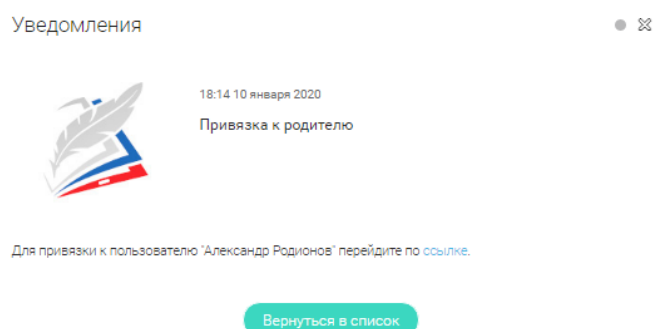 Уведомления
18:14 10 января 2020
Привязка к родителю
Для привязки к пользователю "Александр Родионов" перейдите по ссылке.
Вернуться в список